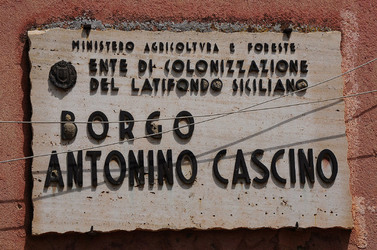 MINISTERO AGRICOLTVRA E FORESTE
ENTE DI COLONIZZAZIONE
DEL LATIFONDO SICILIANO
BORGO
ANTONINO CASCINO